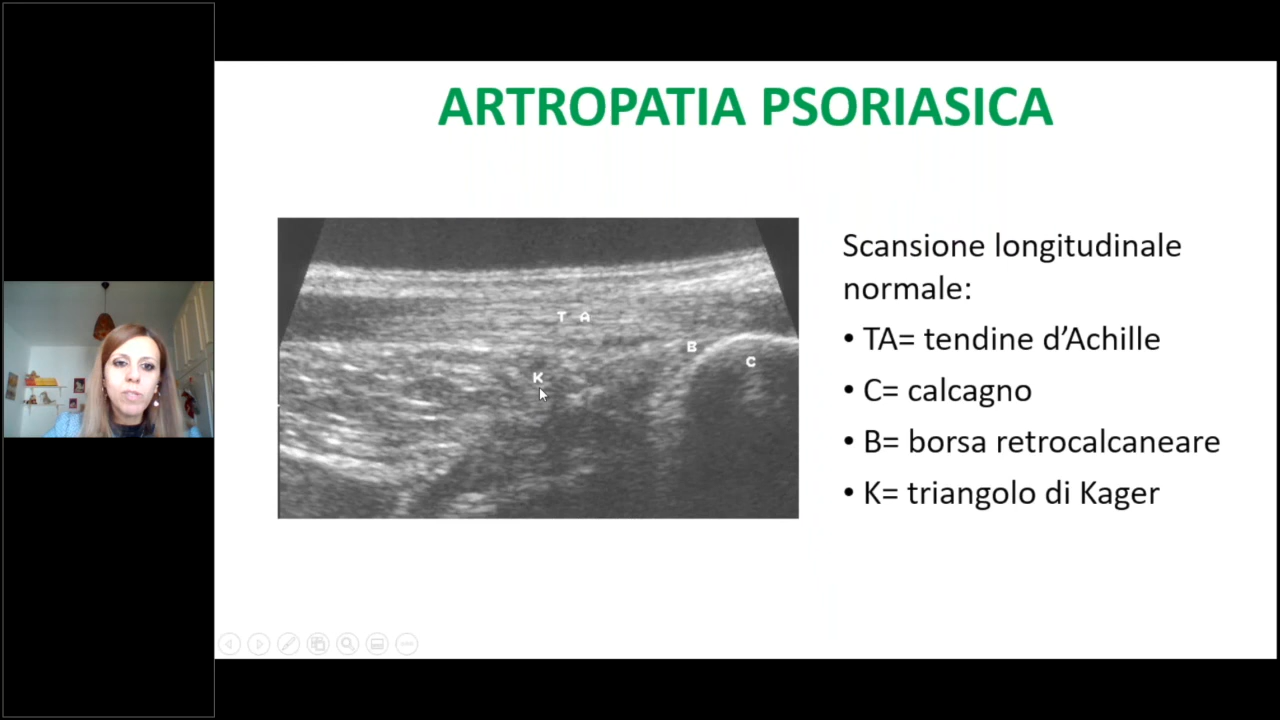 ARTROPATIA PSORIASICA
T A
B
C
K
Scansione longitudinale
normale:
• TA= tendine d’Achille
• C= calcagno
• B= borsa retrocalcaneare
• K= triangolo di Kager